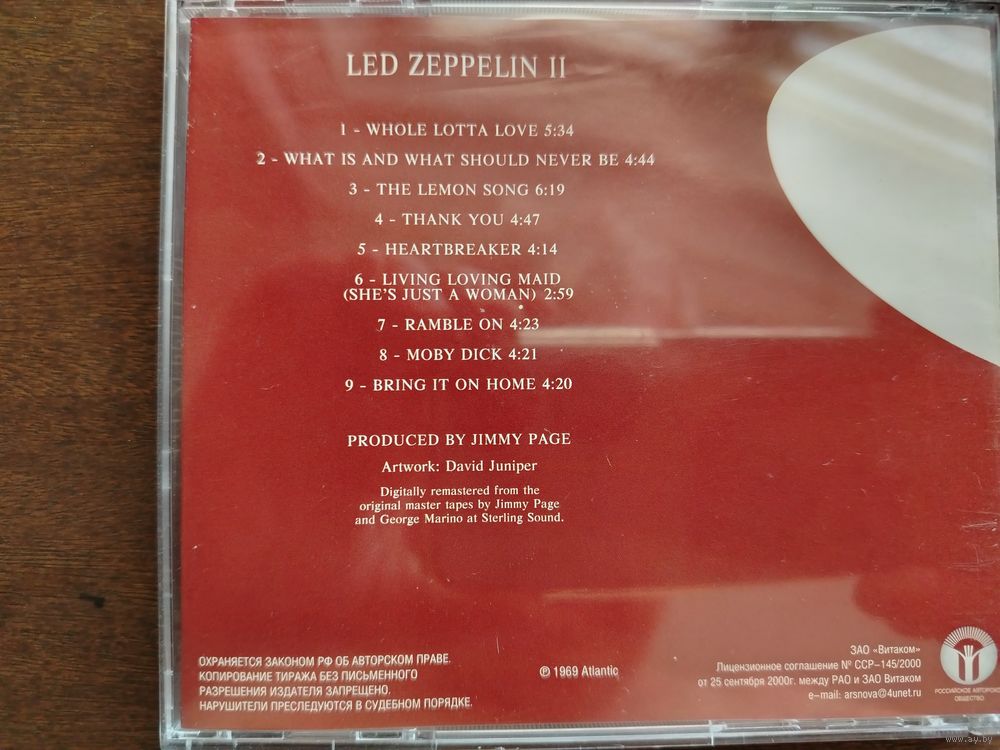 LED ZEPPELIN II
1 - WHOLE LOTTA LOVE 5:34
2 - WHAT IS AND WHAT SHOULD NEVER BE 4:44
3 - THE LEMON SONG 6:19
4 - THANK YOU 4:47
5 - HEARTBREAKER 4:14
6 - LIVING LOVING MAID
(SHE'S JUST A WOMAN) 2:59
7 - RAMBLE ON 4:23
8 - MOBY DICK 4:21
9 - BRING IT ON HOME 4:20
PRODUCED BY JIMMY PAGE
Artwork: David Juniper
Digitally remastered from the
original master tapes by Jimmy Page
and George Marino at Sterling Sound.
ОХРАНЯЕТСЯ ЗАКОНОМ РФ ОБ АВТОРСКОМ ПРАВЕ.
КОПИРОВАНИЕ ТИРАЖА БЕЗ ПИСЬМЕННОГО
РАЗРЕШЕНИЯ ИЗДАТЕЛЯ ЗАПРЕЩЕНО.
НАРУШИТЕЛИ ПРЕСЛЕДУЮТСЯ В СУДЕБНОМ ПОРЯДКЕ.
℗ 1969 Atlantic
ЗАО «Витаком»
Лицензионное соглашение № ССР-145/2000
от 25 сентября 2000г. между РАО и ЗАО Витаком
e-mail: arsnova@4unet.ru
РОССИЙСКОЕ АВТОРСКО
ОБЩЕСТВО
www.ay.by